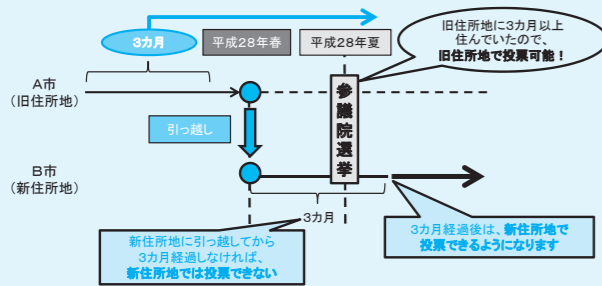 3カ月
平成28年春
平成28年夏
旧住所地に3カ月以上
住んでいたので、
旧住所地で投票可能！
A市
（旧住所地）
引っ越し
参議院選挙
B市
（新住所地）
3カ月
新住所地に引っ越してから
3カ月経過しなければ、
新住所地では投票できない
3カ月経過後は、新住所地で
投票できるようになります